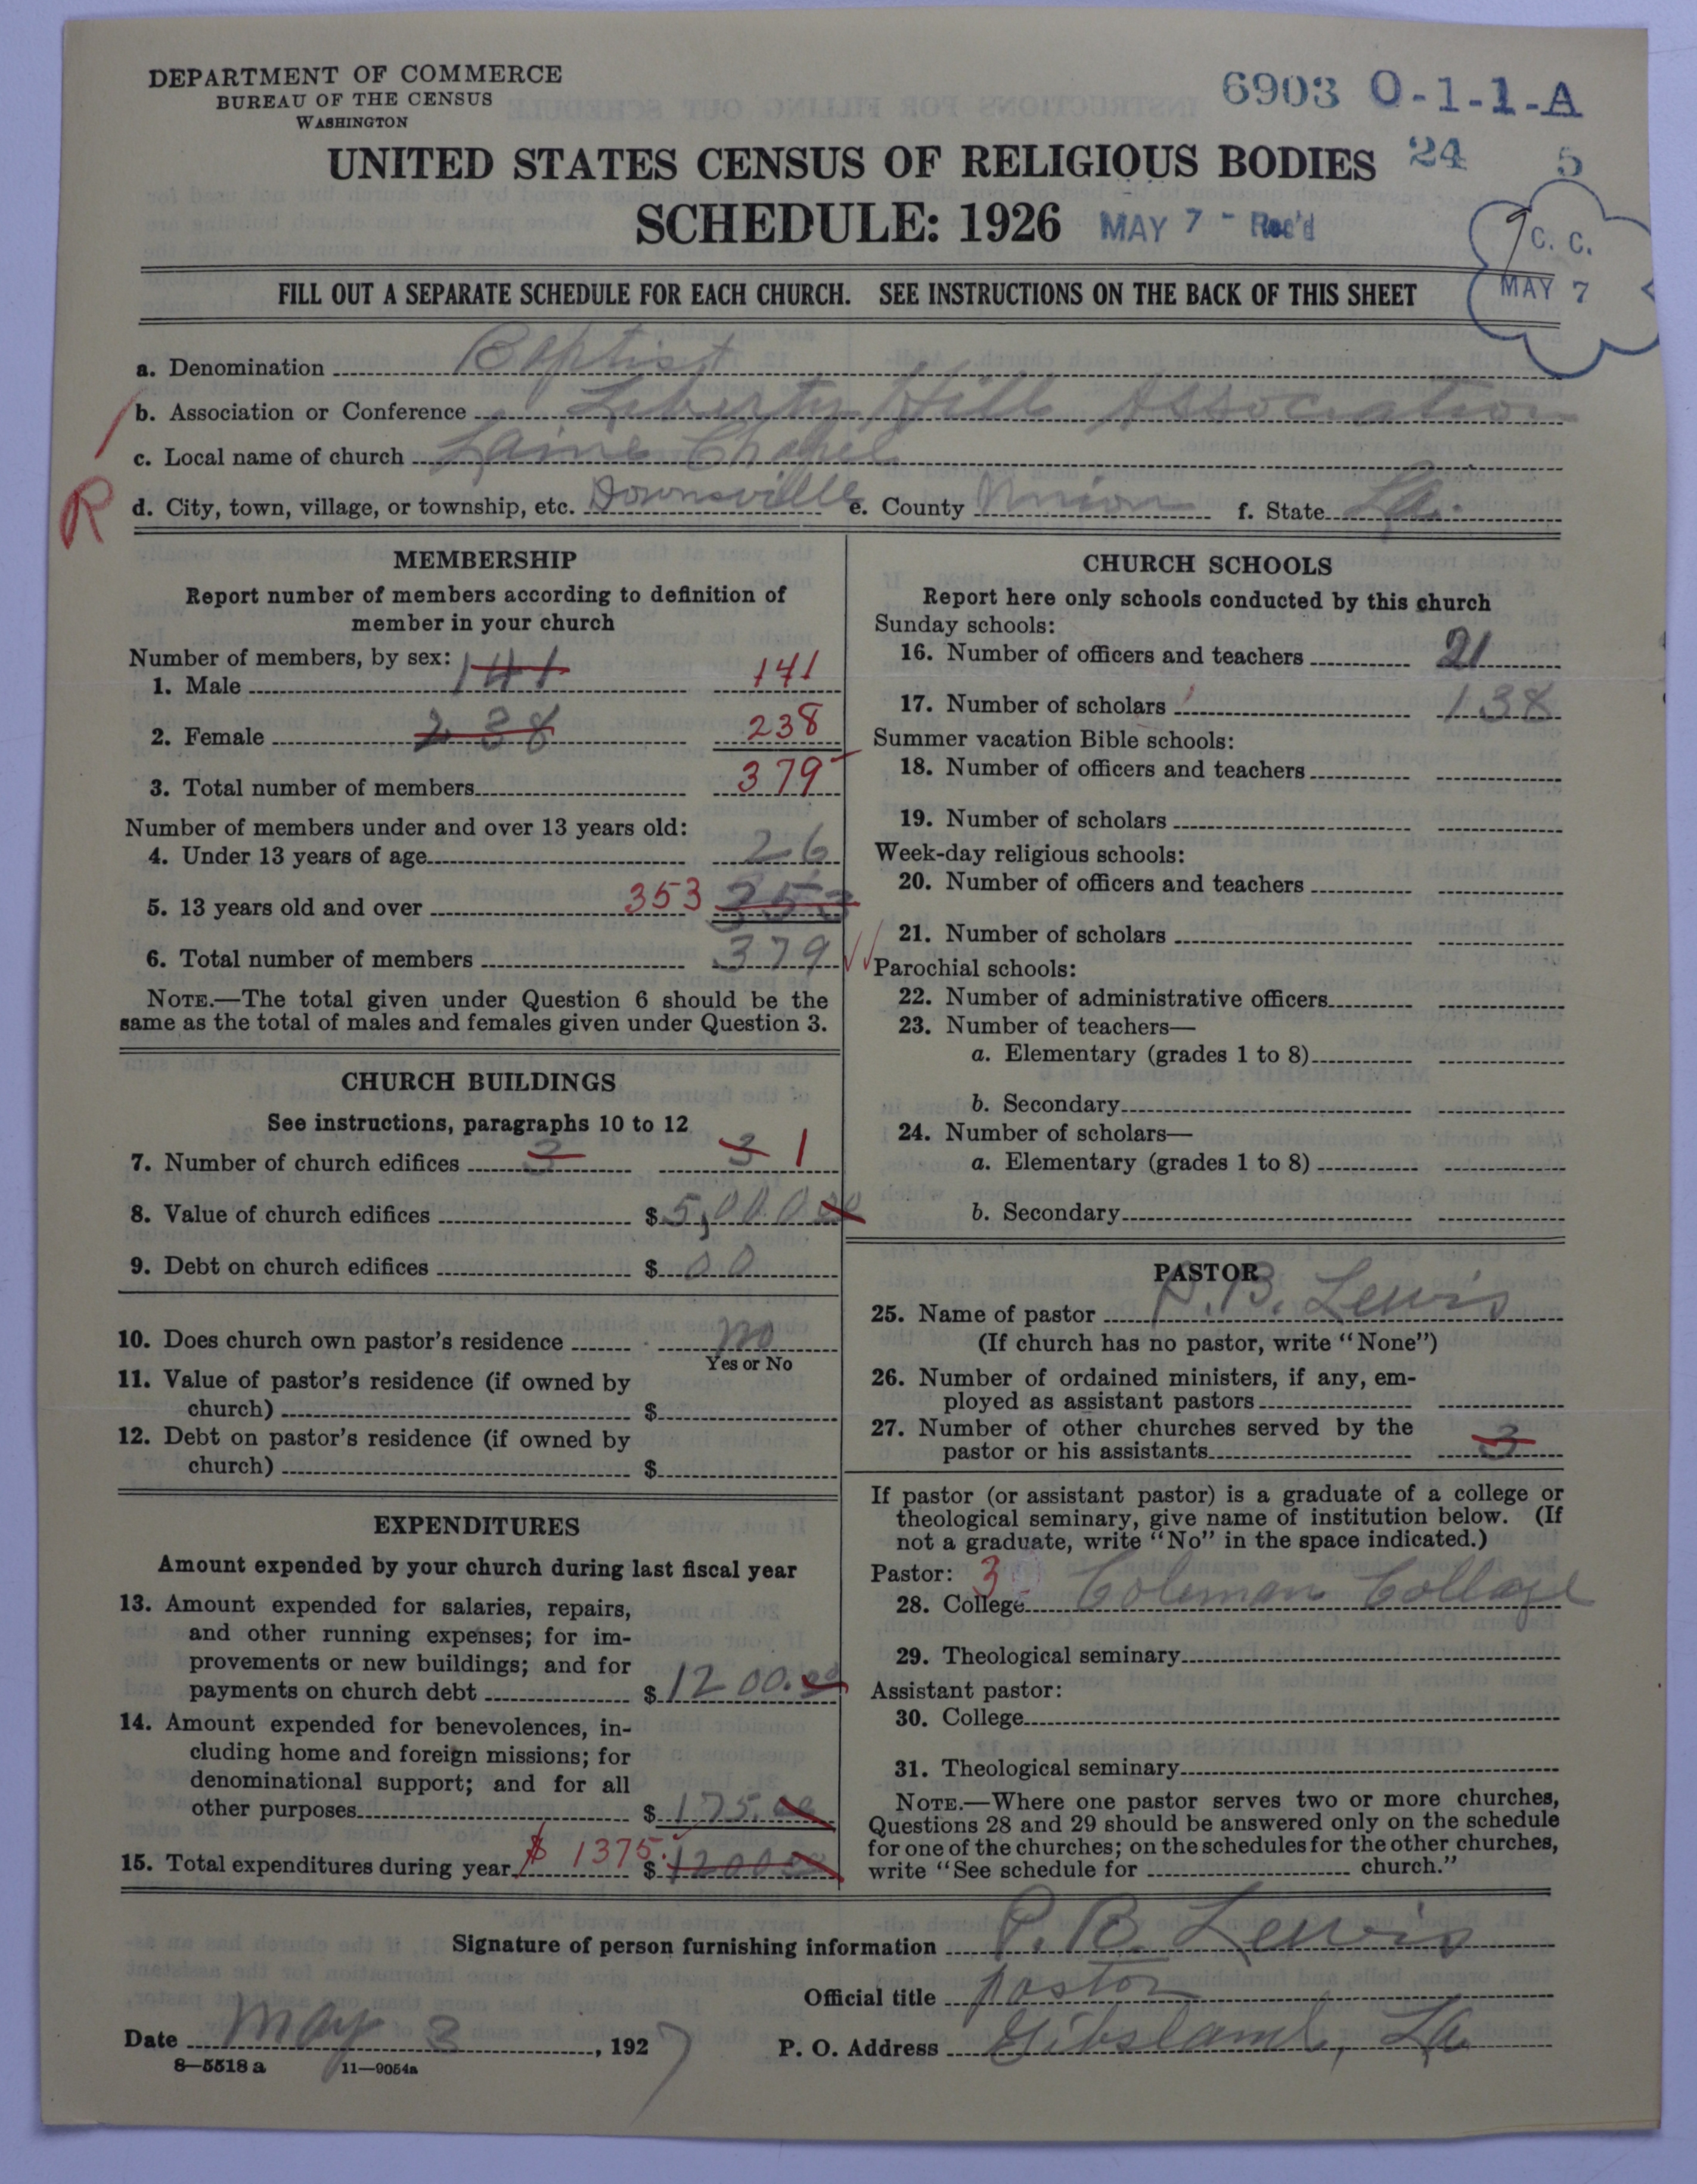 DEPARTMENT OF COMMERCE
BUREAU OF THE CENSUS
WASHINGTON
6903 O-1-1-A
24 5
UNITED STATES CENSUS OF RELIGIOUS BODIES
SCHEDULE: 1926 MAY 7 - Rec'd
C. C.
MAY 7
FILL OUT A SEPARATE SCHEDULE FOR EACH CHURCH. SEE INSTRUCTIONS ON THE BACK OF THIS SHEET
a. Denomination Baptist
b. Association or Conference Liberty Hill Association
c. Local name of church Laine Chapel
R
d. City, town, village, or township, etc. Downsville e. County Union f. State La.
MEMBERSHIP
Report number of members according to definition of
member in your church
Number of members, by sex:
1. Male 141 141
2. Female 238 238
3. Total number of members 379
Number of members under and over 13 years old:
4. Under 13 years of age 26
5. 13 years old and over 353 353
6. Total number of members 379
NOTE.—The total given under Question 6 should be the
same as the total of males and females given under Question 3.
CHURCH BUILDINGS
See instructions, paragraphs 10 to 12
7. Number of church edifices 3 3 1
8. Value of church edifices $ 5,000.00
9. Debt on church edifices $ 00
10. Does church own pastor's residence no
Yes or No
11. Value of pastor's residence (if owned by
church) $
12. Debt on pastor's residence (if owned by
church) $
EXPENDITURES
Amount expended by your church during last fiscal year
13. Amount expended for salaries, repairs,
and other running expenses; for im-
provements or new buildings; and for
payments on church debt $ 1200.00
14. Amount expended for benevolences, in-
cluding home and foreign missions; for
denominational support; and for all
other purposes $ 175.00
15. Total expenditures during year $ 1375. $ 1200.00
CHURCH SCHOOLS
Report here only schools conducted by this church
Sunday schools:
16. Number of officers and teachers 21
17. Number of scholars 138
Summer vacation Bible schools:
18. Number of officers and teachers
19. Number of scholars
Week-day religious schools:
20. Number of officers and teachers
21. Number of scholars
Parochial schools:
22. Number of administrative officers
23. Number of teachers—
a. Elementary (grades 1 to 8)
b. Secondary
24. Number of scholars—
a. Elementary (grades 1 to 8)
b. Secondary
PASTOR
25. Name of pastor P. B. Lewis
(If church has no pastor, write "None")
26. Number of ordained ministers, if any, em-
ployed as assistant pastors
27. Number of other churches served by the
pastor or his assistants 3
If pastor (or assistant pastor) is a graduate of a college or
theological seminary, give name of institution below. (If
not a graduate, write "No" in the space indicated.)
Pastor: 3
28. College Coleman College
29. Theological seminary
Assistant pastor:
30. College
31. Theological seminary
NOTE.—Where one pastor serves two or more churches,
Questions 28 and 29 should be answered only on the schedule
for one of the churches; on the schedules for the other churches,
write "See schedule for church."
Signature of person furnishing information P. B. Lewis
Official title pastor
Date May 3, 1927 P. O. Address Gibsland, La
8—5518 a 11—9054a